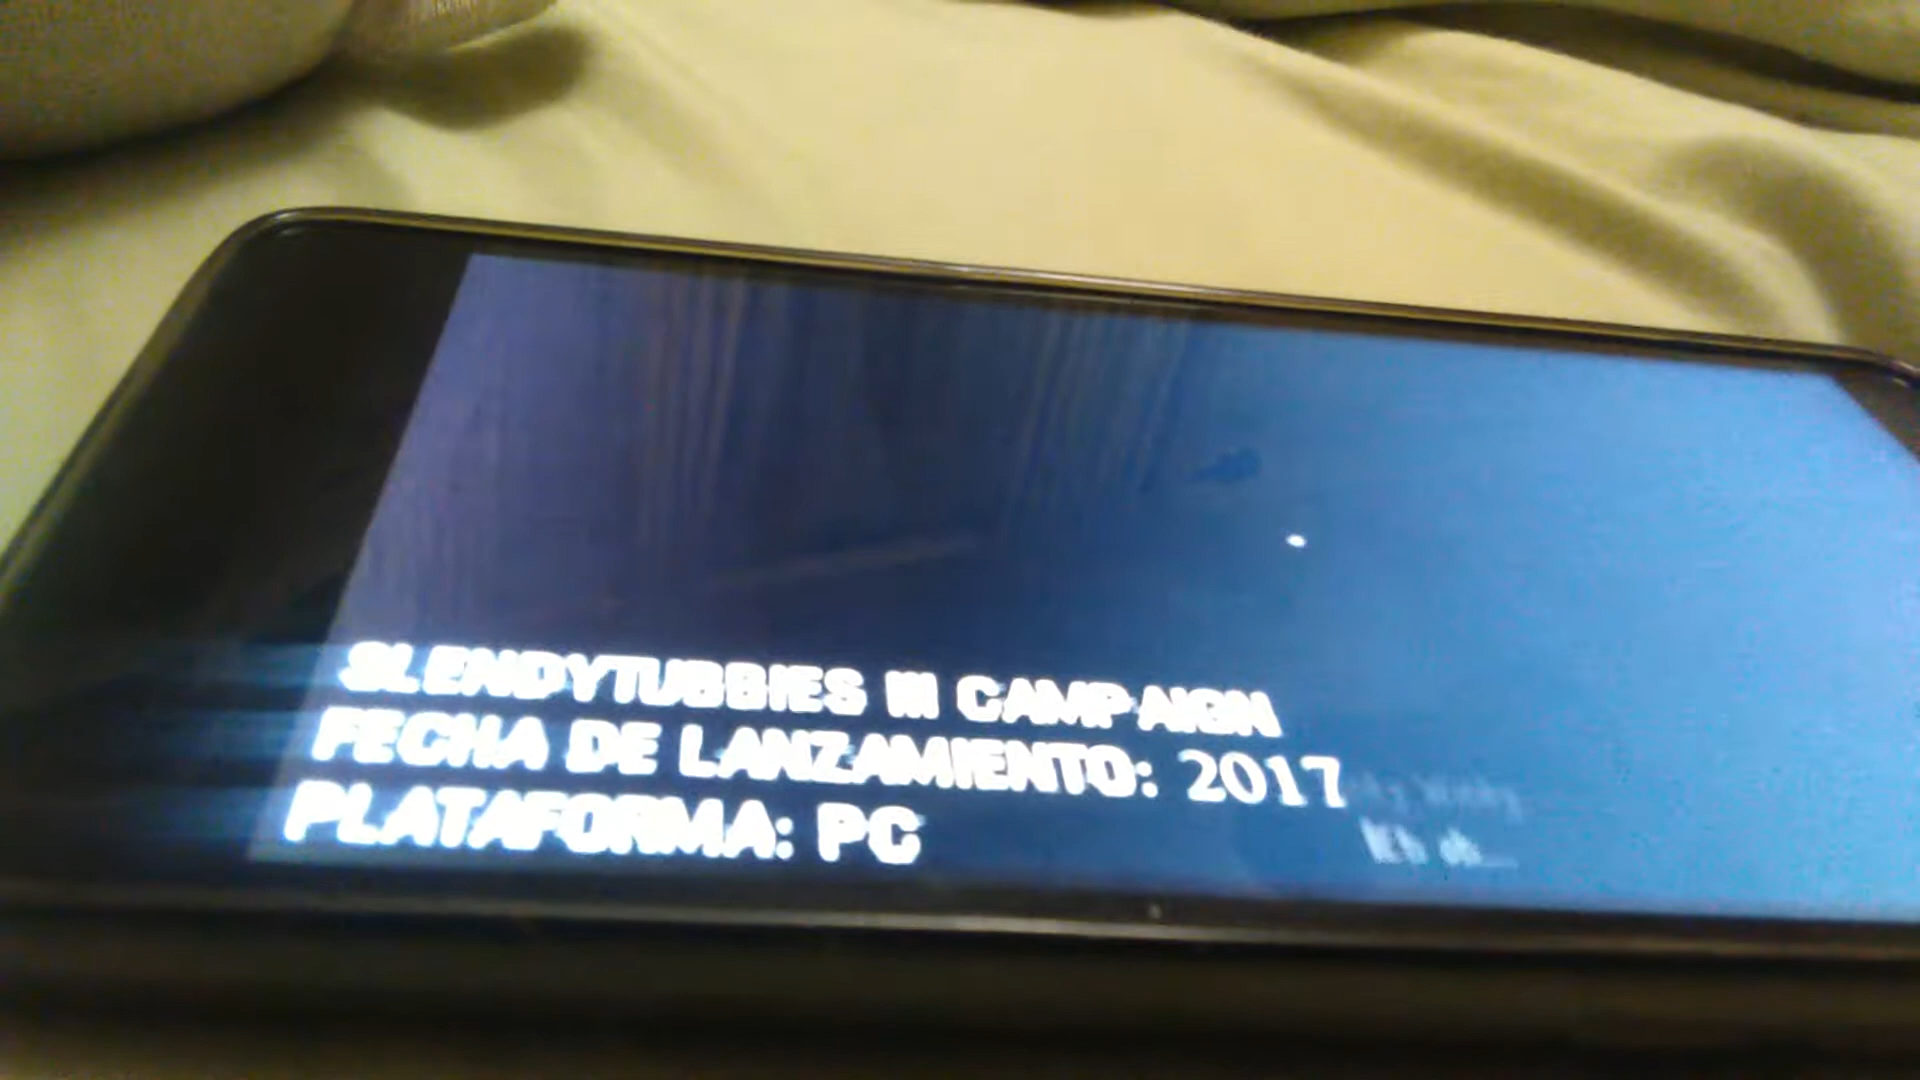 SLENDYTUBBIES III CAMPAIGN
FECHA DE LANZAMIENTO: 2017
PLATAFORMA: PC